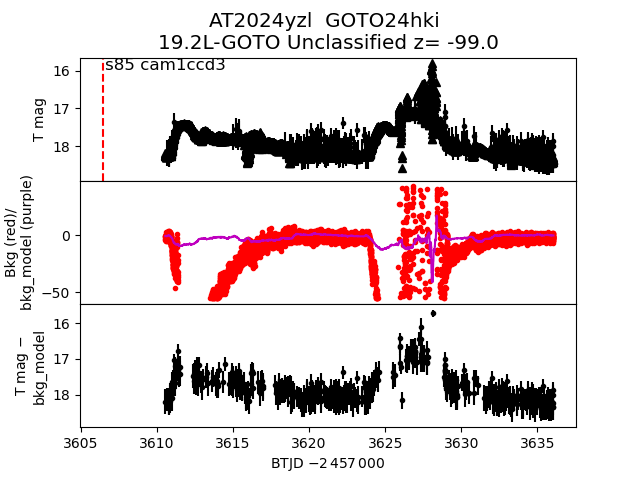 AT2024yzl  GOTO24hki
19.2L-GOTO Unclassified z= -99.0
s85 cam1ccd3
T mag
16
17
18
Bkg (red)/
bkg_model (purple)
0
−50
T mag −
bkg_model
16
17
18
3605
3610
3615
3620
3625
3630
3635
BTJD −2 457 000